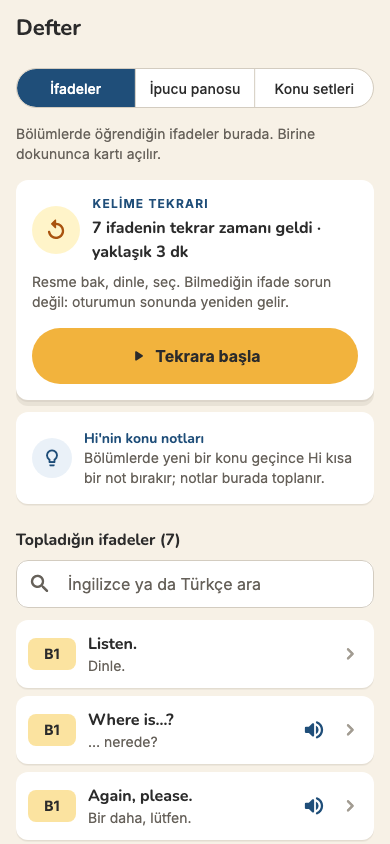 Defter
İfadeler
İpucu panosu
Konu setleri
Bölümlerde öğrendiğin ifadeler burada. Birine
dokununca kartı açılır.
KELİME TEKRARI
7 ifadenin tekrar zamanı geldi ·
yaklaşık 3 dk
Resme bak, dinle, seç. Bilmediğin ifade sorun
değil: oturumun sonunda yeniden gelir.
Tekrara başla
Hi'nin konu notları
Bölümlerde yeni bir konu geçince Hi kısa
bir not bırakır; notlar burada toplanır.
Topladığın ifadeler (7)
İngilizce ya da Türkçe ara
B1
Listen.
Dinle.
B1
Where is...?
... nerede?
B1
Again, please.
Bir daha, lütfen.